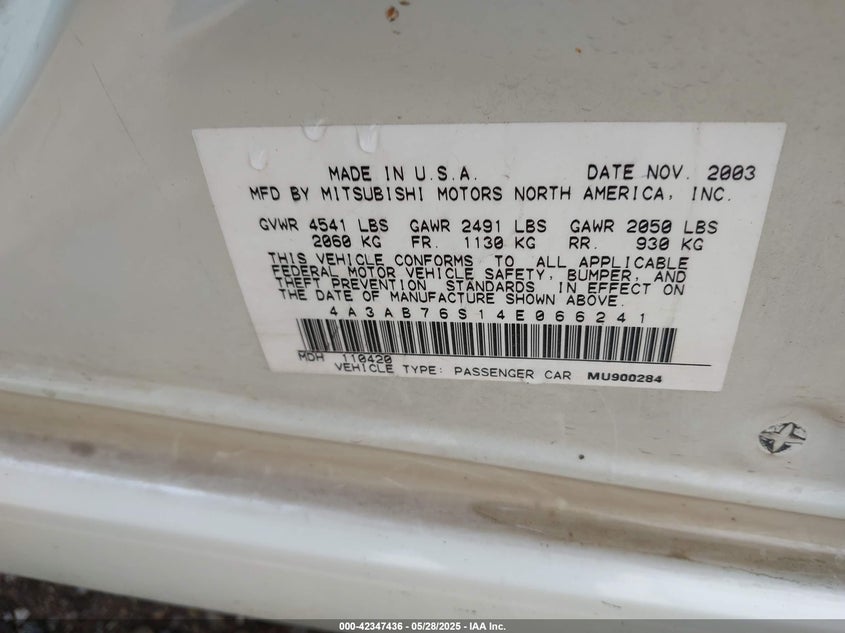 MADE IN U.S.A. DATE NOV. 2003
MFD BY MITSUBISHI MOTORS NORTH AMERICA, INC.
GVWR 4541 LBS GAWR 2491 LBS GAWR 2050 LBS
2060 KG FR. 1130 KG RR. 930 KG
THIS VEHICLE CONFORMS TO ALL APPLICABLE
FEDERAL MOTOR VEHICLE SAFETY, BUMPER, AND
THEFT PREVENTION STANDARDS IN EFFECT ON
THE DATE OF MANUFACTURE SHOWN ABOVE.
4A3AB76S14E066241
MDH 110420
VEHICLE TYPE: PASSENGER CAR MU900284
000-42347436 - 05/28/2025 - IAA Inc.